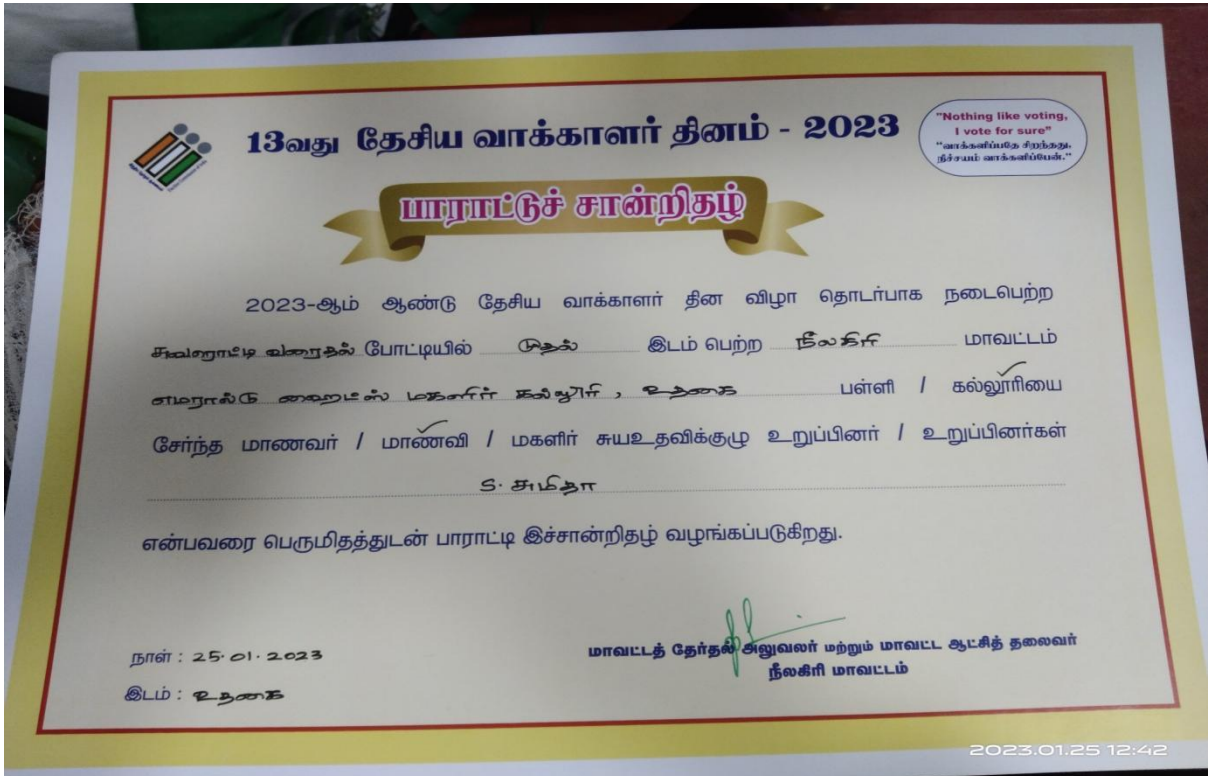 13வது தேசிய வாக்காளர் தினம் - 2023
"Nothing like voting,
I vote for sure"
"வாக்களிப்பதே சிறந்தது,
நிச்சயம் வாக்களிப்பேன்."
பாராட்டுச் சான்றிதழ்
2023-ஆம் ஆண்டு தேசிய வாக்காளர் தின விழா தொடர்பாக நடைபெற்ற
சுவரொட்டி வரைதல் போட்டியில் முதல் இடம் பெற்ற நீலகிரி மாவட்டம்
எமரால்டு ஹைட்ஸ் மகளிர் கல்லூரி, உதகை பள்ளி / கல்லூரியை
சேர்ந்த மாணவர் / மாணவி / மகளிர் சுயஉதவிக்குழு உறுப்பினர் / உறுப்பினர்கள்
S. சுமிதா
என்பவரை பெருமிதத்துடன் பாராட்டி இச்சான்றிதழ் வழங்கப்படுகிறது.
நாள் : 25.01.2023
இடம் : உதகை
மாவட்டத் தேர்தல் அலுவலர் மற்றும் மாவட்ட ஆட்சித் தலைவர்
நீலகிரி மாவட்டம்
2023.01.25 12:42